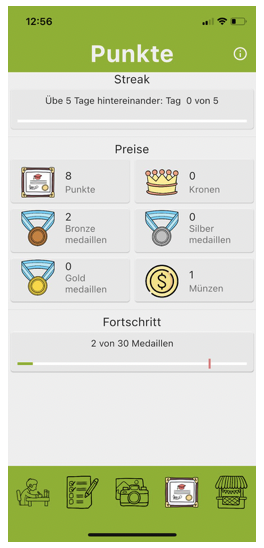 12:56
Punkte
Streak
Übe 5 Tage hintereinander: Tag 0 von 5
Preise
8
Punkte
0
Kronen
2
Bronze
medaillen
0
Silber
medaillen
0
Gold
medaillen
1
Münzen
Fortschritt
2 von 30 Medaillen